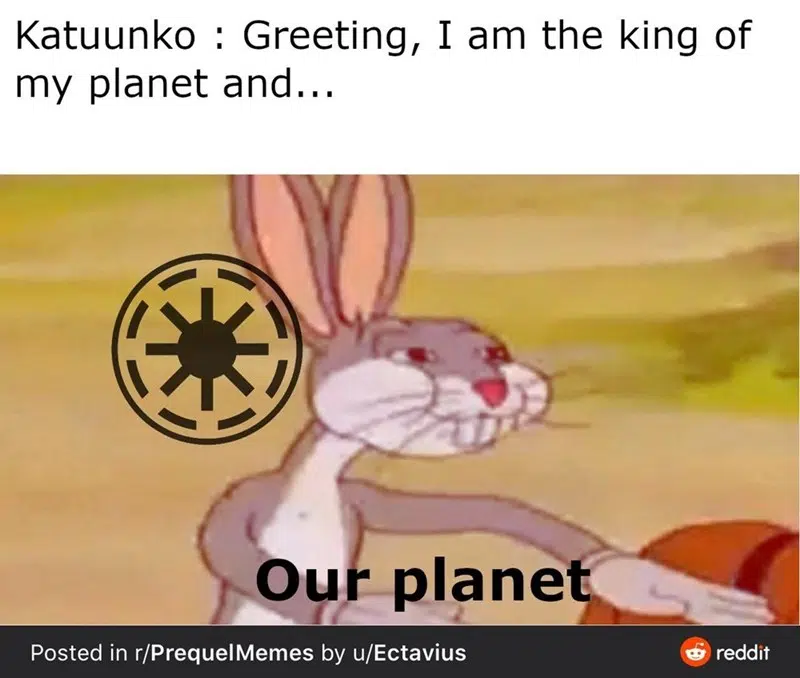 Katuunko : Greeting, I am the king of
my planet and...
Our planet
Posted in r/PrequelMemes by u/Ectavius
reddit